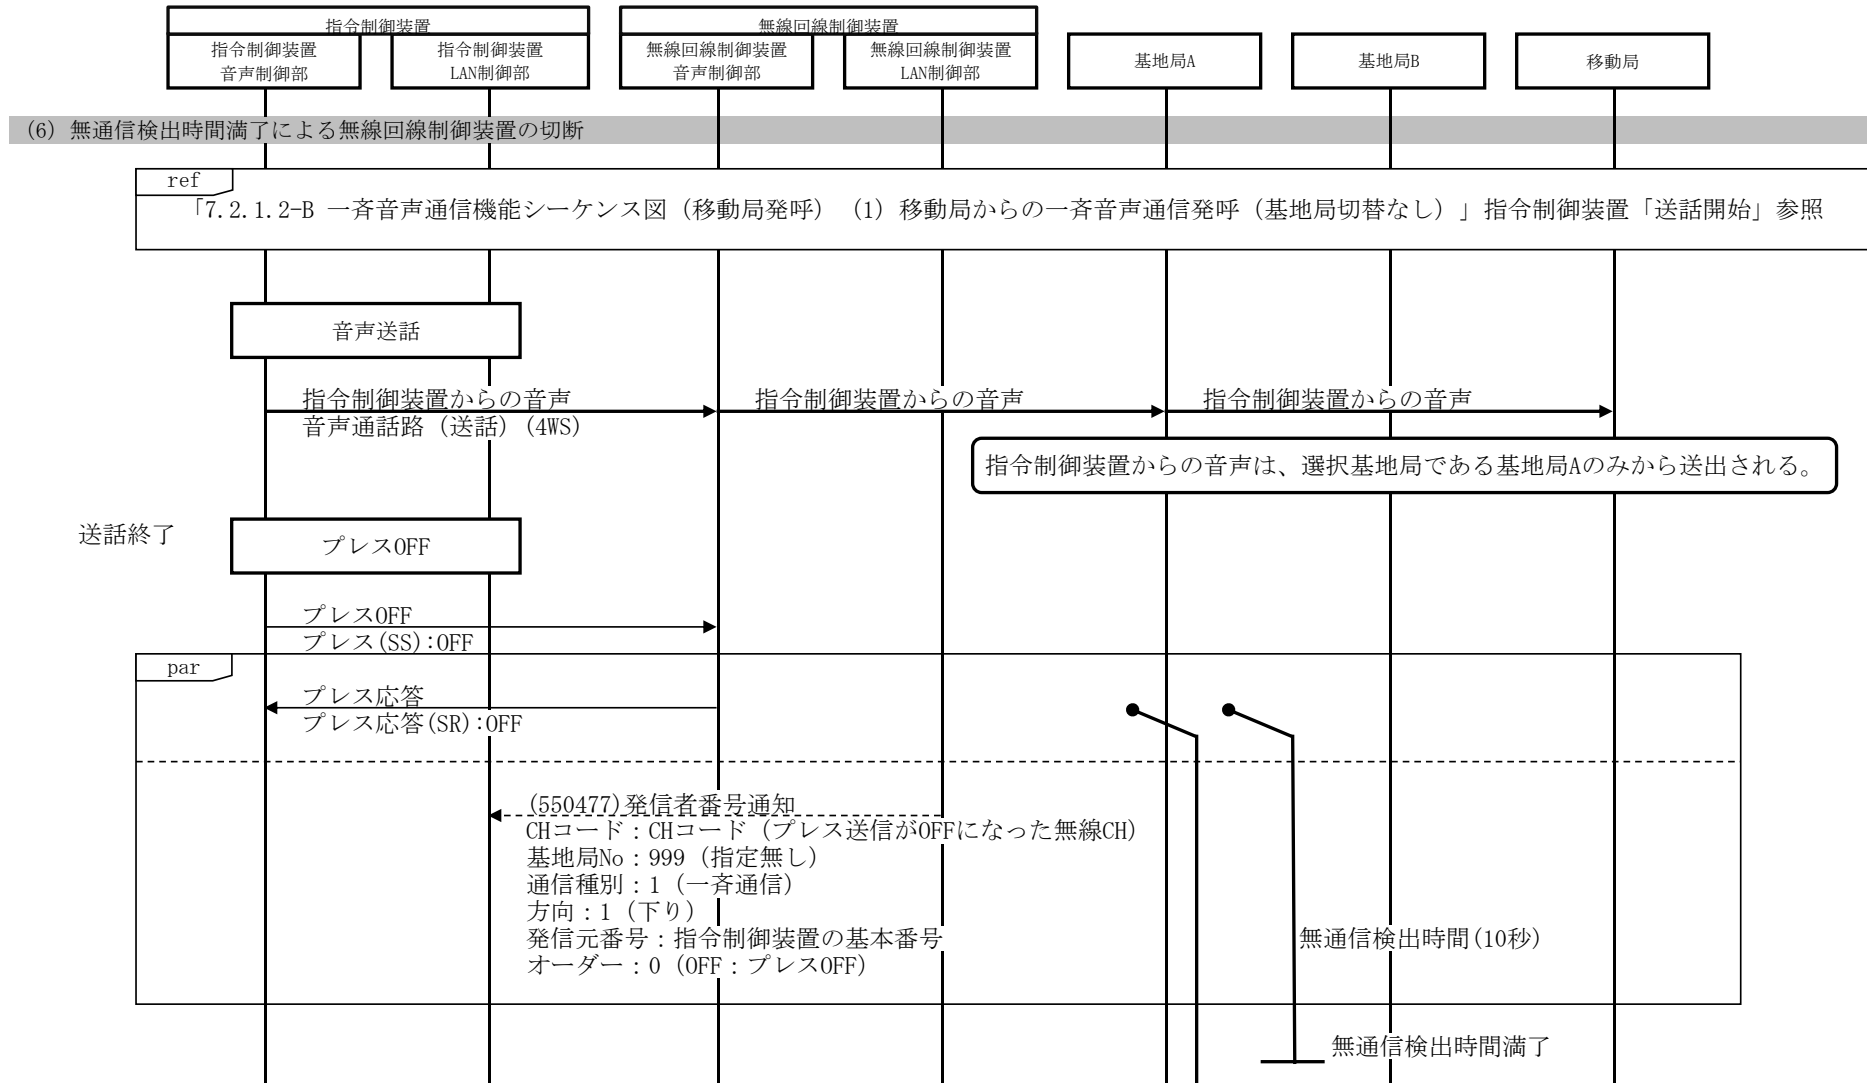 指令制御装置
無線回線制御装置
指令制御装置
音声制御部
指令制御装置
LAN制御部
無線回線制御装置
音声制御部
無線回線制御装置
LAN制御部
基地局A
基地局B
移動局
(6) 無通信検出時間満了による無線回線制御装置の切断
ref
「7.2.1.2-B 一斉音声通信機能シーケンス図（移動局発呼）（1）移動局からの一斉音声通信発呼（基地局切替なし）」指令制御装置「送話開始」参照
音声送話
指令制御装置からの音声
音声通話路（送話）(4WS)
指令制御装置からの音声
指令制御装置からの音声
指令制御装置からの音声は、選択基地局である基地局Aのみから送出される。
送話終了
プレスOFF
プレスOFF
プレス(SS):OFF
par
プレス応答
プレス応答(SR):OFF
(550477)発信者番号通知
CHコード：CHコード（プレス送信がOFFになった無線CH）
基地局No：999（指定無し）
通信種別：1（一斉通信）
方向：1（下り）
発信元番号：指令制御装置の基本番号
オーダー：0（OFF：プレスOFF）
無通信検出時間(10秒)
無通信検出時間満了